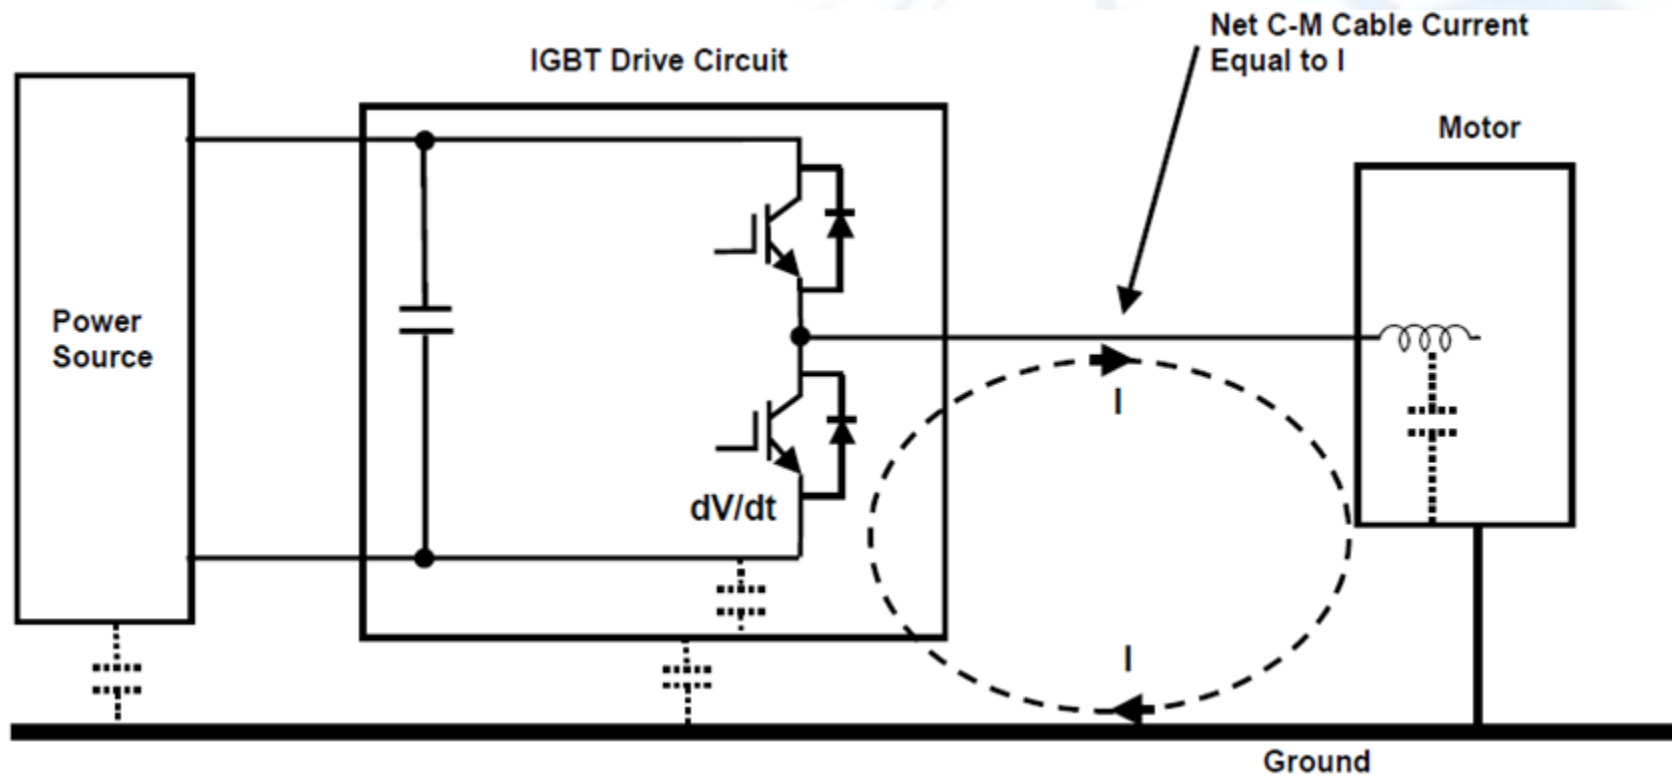 Net C-M Cable Current
Equal to I
IGBT Drive Circuit
Motor
Power
Source
I
dV/dt
I
Ground